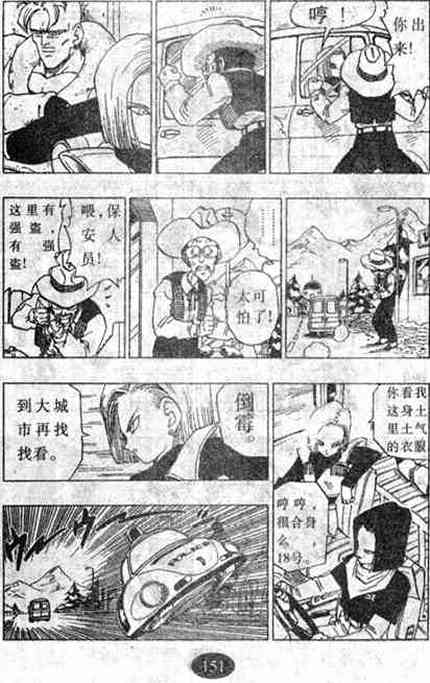 你出
来！
哼！
…………
太可
怕了！
喂，保
安人
员！
这里有
强盗，
有强
盗！
你看我
这身土
里土气
的衣服
哼哼，
很合身
么，
18号。
倒霉。
到大城
市再找
找看。
151